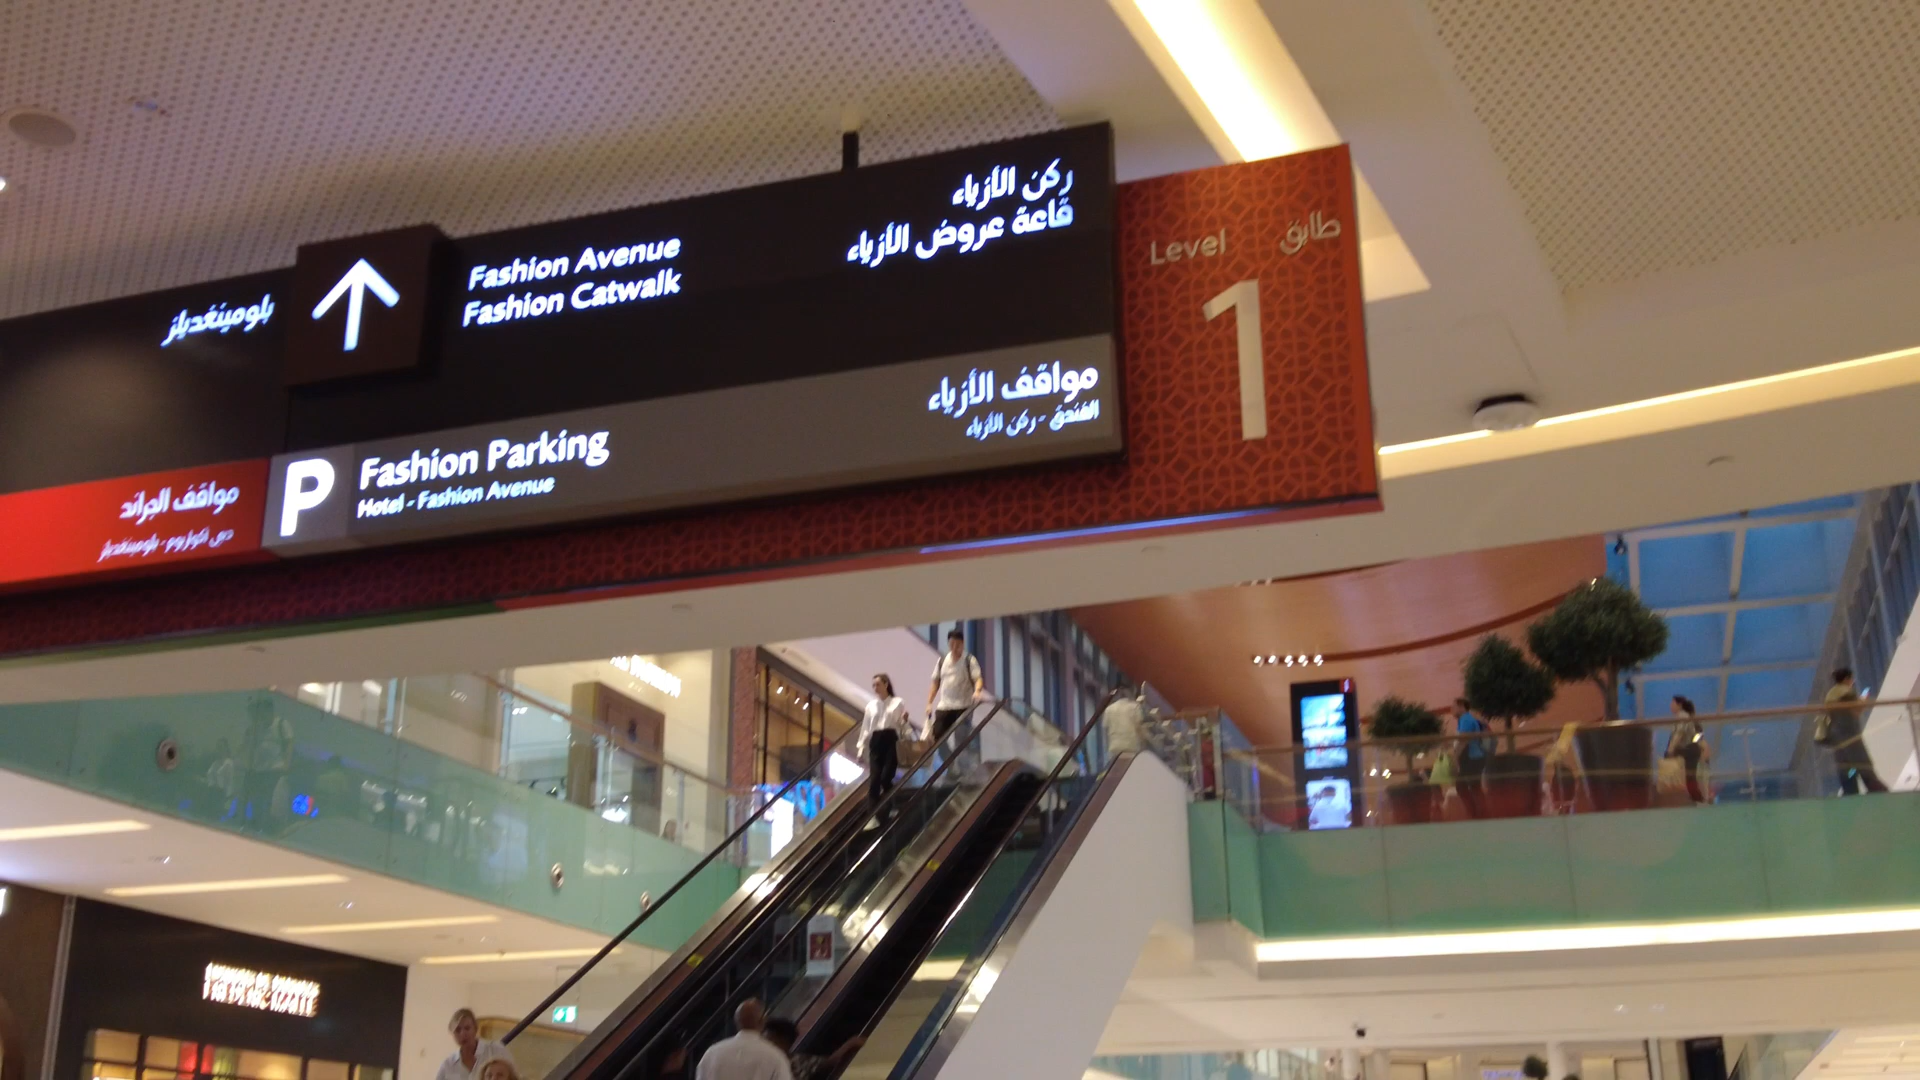 بلومينغديلز
Fashion Avenue
Fashion Catwalk
ركن الأزياء
قاعة عروض الأزياء
Level
طابق
1
مواقف الجراند
دبي اكواريوم - بلومينغديلز
P
Fashion Parking
Hotel - Fashion Avenue
مواقف الأزياء
الفندق - ركن الأزياء